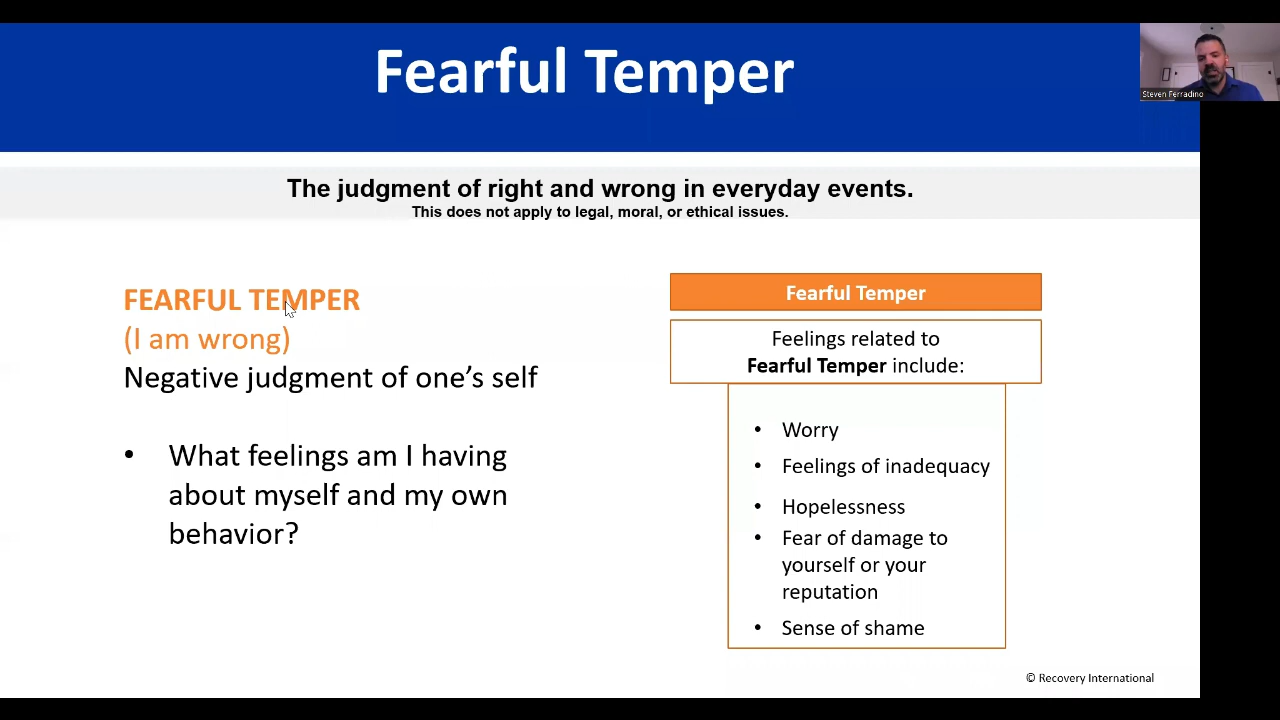 Fearful Temper
Steven Ferradino
The judgment of right and wrong in everyday events.
This does not apply to legal, moral, or ethical issues.
FEARFUL TEMPER
(I am wrong)
Negative judgment of one’s self
• What feelings am I having
about myself and my own
behavior?
Fearful Temper
Feelings related to
Fearful Temper include:
• Worry
• Feelings of inadequacy
• Hopelessness
• Fear of damage to
yourself or your
reputation
• Sense of shame
© Recovery International